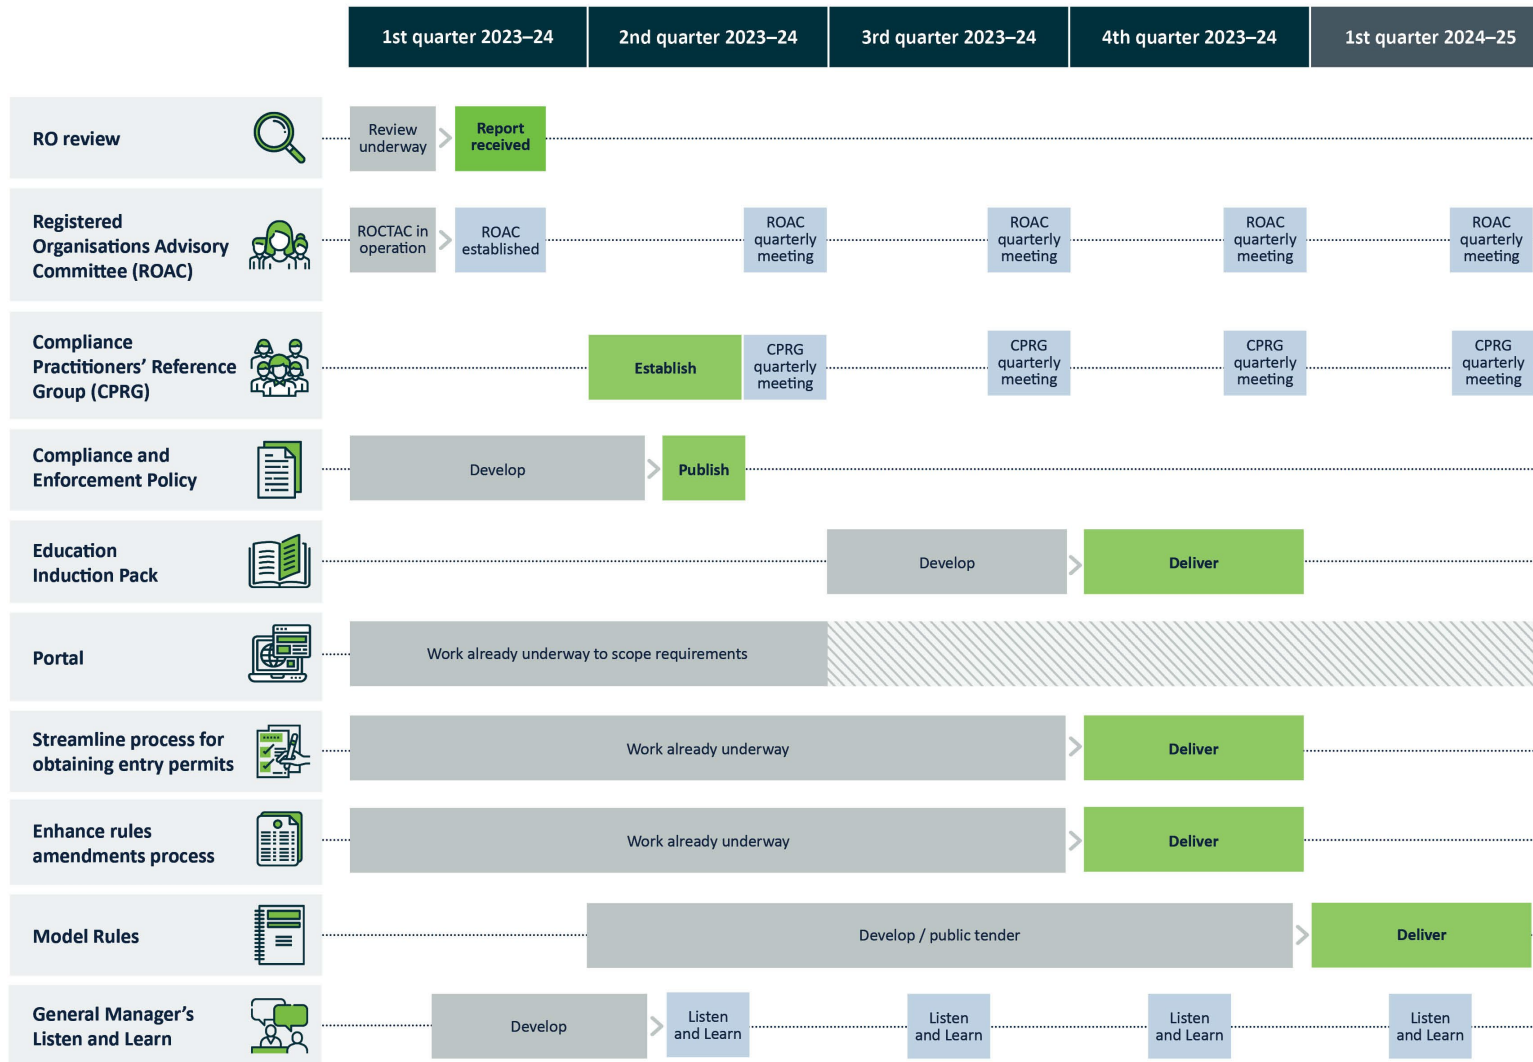 1st quarter 2023–24
2nd quarter 2023–24
3rd quarter 2023–24
4th quarter 2023–24
1st quarter 2024–25
RO review
Review
underway
Report
received
Registered
Organisations Advisory
Committee (ROAC)
ROCTAC in
operation
ROAC
established
ROAC
quarterly
meeting
ROAC
quarterly
meeting
ROAC
quarterly
meeting
ROAC
quarterly
meeting
Compliance
Practitioners’ Reference
Group (CPRG)
Establish
CPRG
quarterly
meeting
CPRG
quarterly
meeting
CPRG
quarterly
meeting
CPRG
quarterly
meeting
Compliance and
Enforcement Policy
Develop
Publish
Education
Induction Pack
Develop
Deliver
Portal
Work already underway to scope requirements
Streamline process for
obtaining entry permits
Work already underway
Deliver
Enhance rules
amendments process
Work already underway
Deliver
Model Rules
Develop / public tender
Deliver
General Manager’s
Listen and Learn
Develop
Listen
and Learn
Listen
and Learn
Listen
and Learn
Listen
and Learn